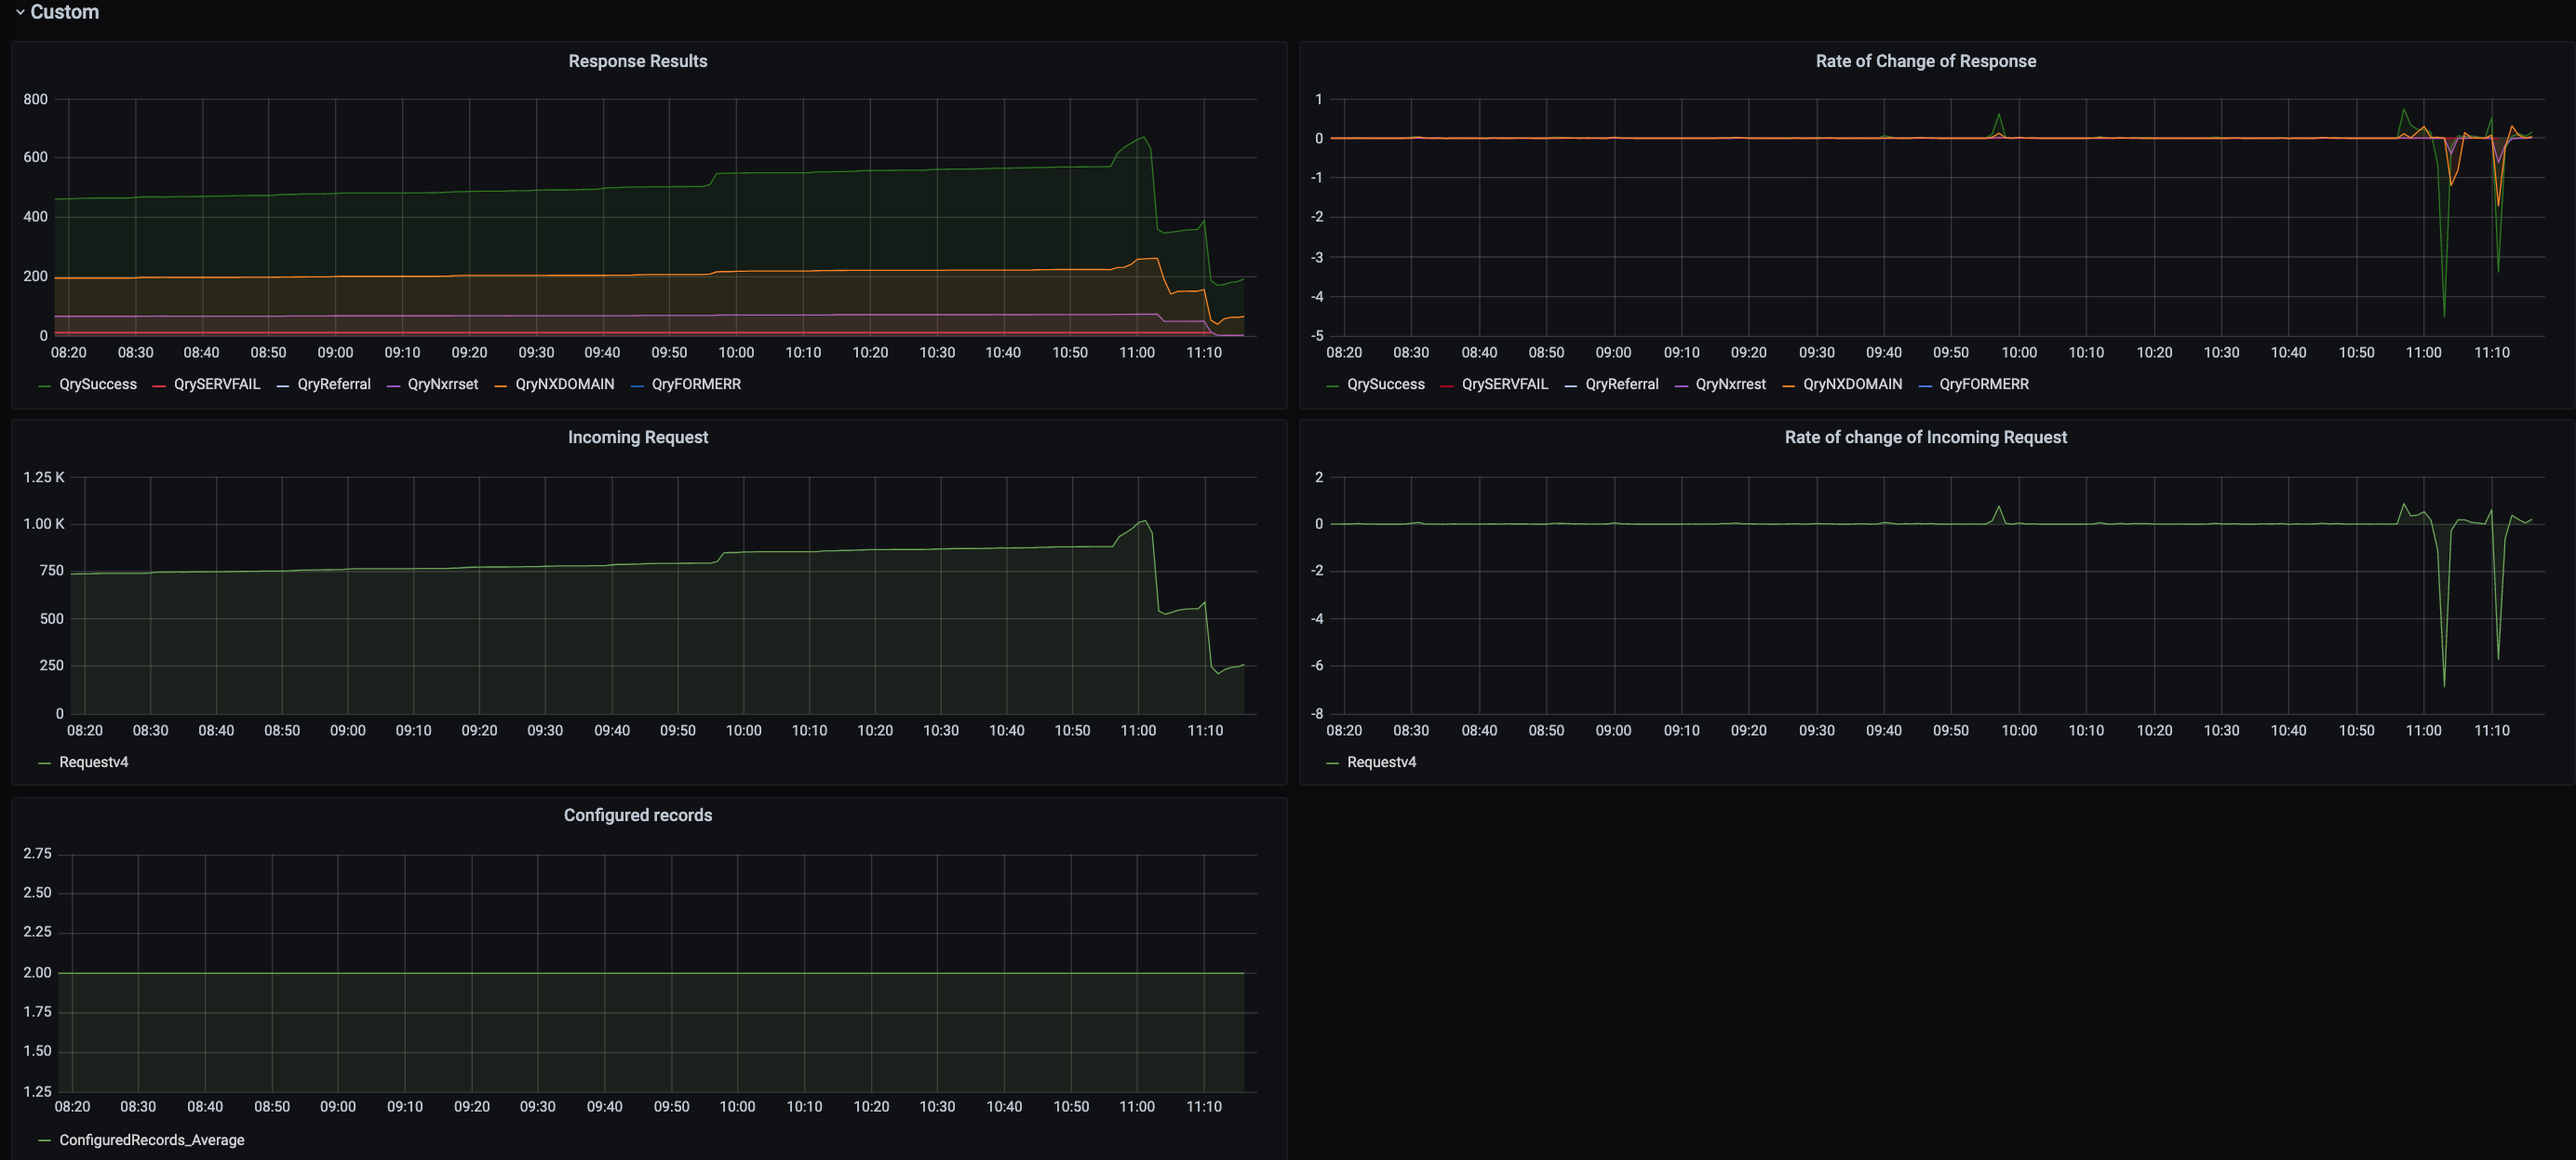 Custom
Response Results
800
600
400
200
0
08:20 08:30 08:40 08:50 09:00 09:10 09:20 09:30 09:40 09:50 10:00 10:10 10:20 10:30 10:40 10:50 11:00 11:10
QrySuccess QrySERVFAIL QryReferral QryNxrrset QryNXDOMAIN QryFORMERR
Rate of Change of Response
1
0
-1
-2
-3
-4
-5
08:20 08:30 08:40 08:50 09:00 09:10 09:20 09:30 09:40 09:50 10:00 10:10 10:20 10:30 10:40 10:50 11:00 11:10
QrySuccess QrySERVFAIL QryReferral QryNxrrest QryNXDOMAIN QryFORMERR
Incoming Request
1.25 K
1.00 K
750
500
250
0
08:20 08:30 08:40 08:50 09:00 09:10 09:20 09:30 09:40 09:50 10:00 10:10 10:20 10:30 10:40 10:50 11:00 11:10
Requestv4
Rate of change of Incoming Request
2
0
-2
-4
-6
-8
08:20 08:30 08:40 08:50 09:00 09:10 09:20 09:30 09:40 09:50 10:00 10:10 10:20 10:30 10:40 10:50 11:00 11:10
Requestv4
Configured records
2.75
2.50
2.25
2.00
1.75
1.50
1.25
08:20 08:30 08:40 08:50 09:00 09:10 09:20 09:30 09:40 09:50 10:00 10:10 10:20 10:30 10:40 10:50 11:00 11:10
ConfiguredRecords_Average